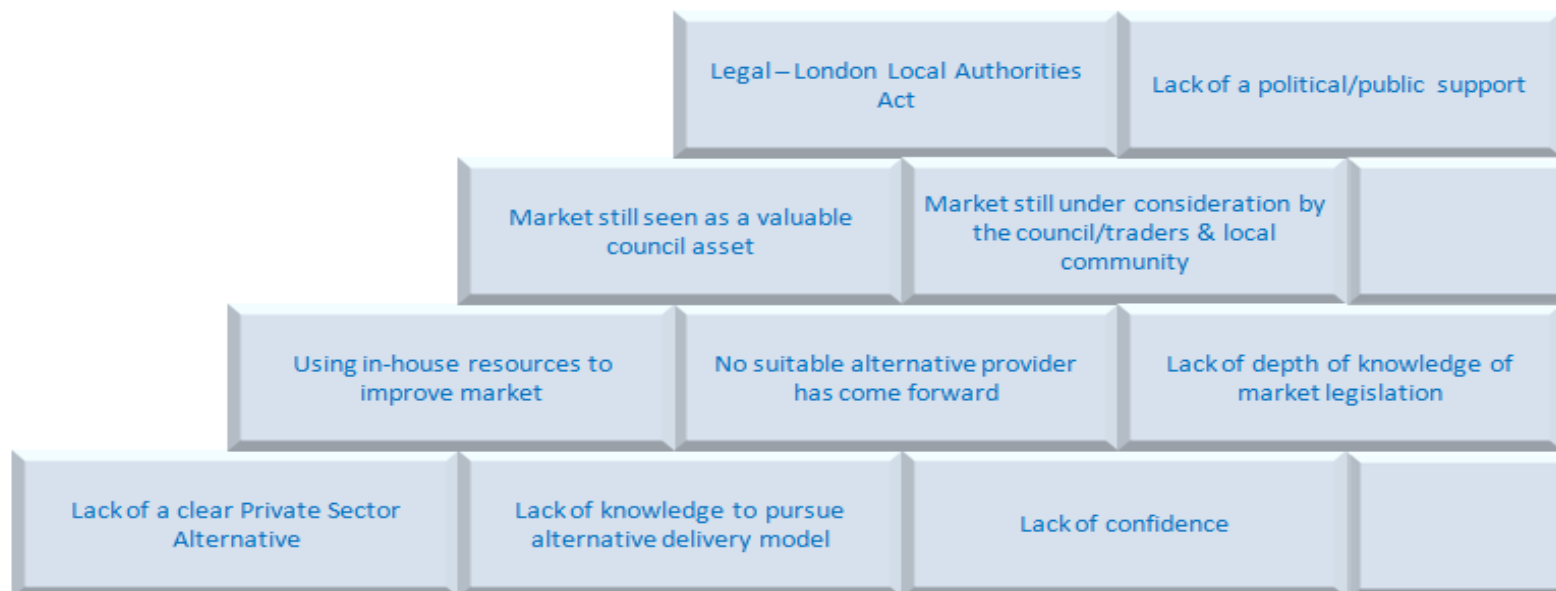 Legal – London Local Authorities
Act
Lack of a political/public support
Market still seen as a valuable
council asset
Market still under consideration by
the council/traders & local
community
Using in-house resources to
improve market
No suitable alternative provider
has come forward
Lack of depth of knowledge of
market legislation
Lack of a clear Private Sector
Alternative
Lack of knowledge to pursue
alternative delivery model
Lack of confidence